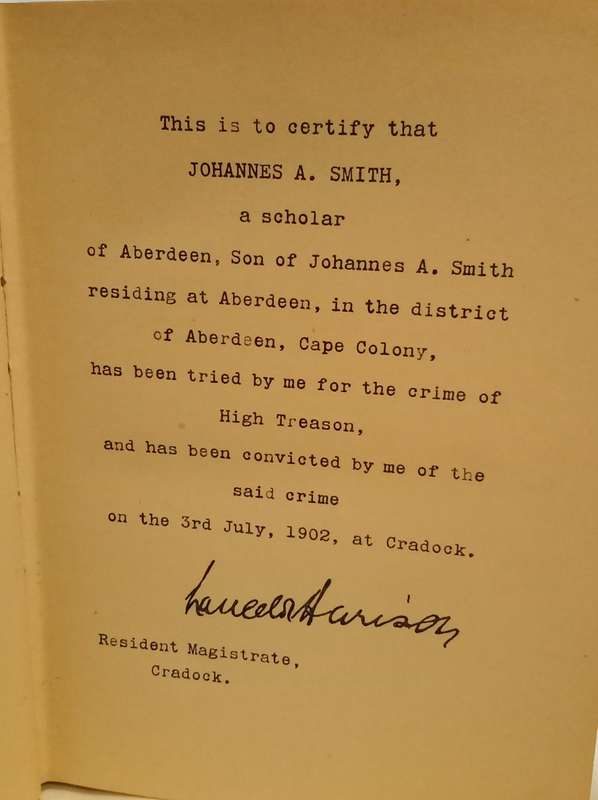 This is to certify that
JOHANNES A. SMITH,
a scholar
of Aberdeen, Son of Johannes A. Smith
residing at Aberdeen, in the district
of Aberdeen, Cape Colony,
has been tried by me for the crime of
High Treason,
and has been convicted by me of the
said crime
on the 3rd July, 1902, at Cradock.
Lancelot Harison
Resident Magistrate,
Cradock.